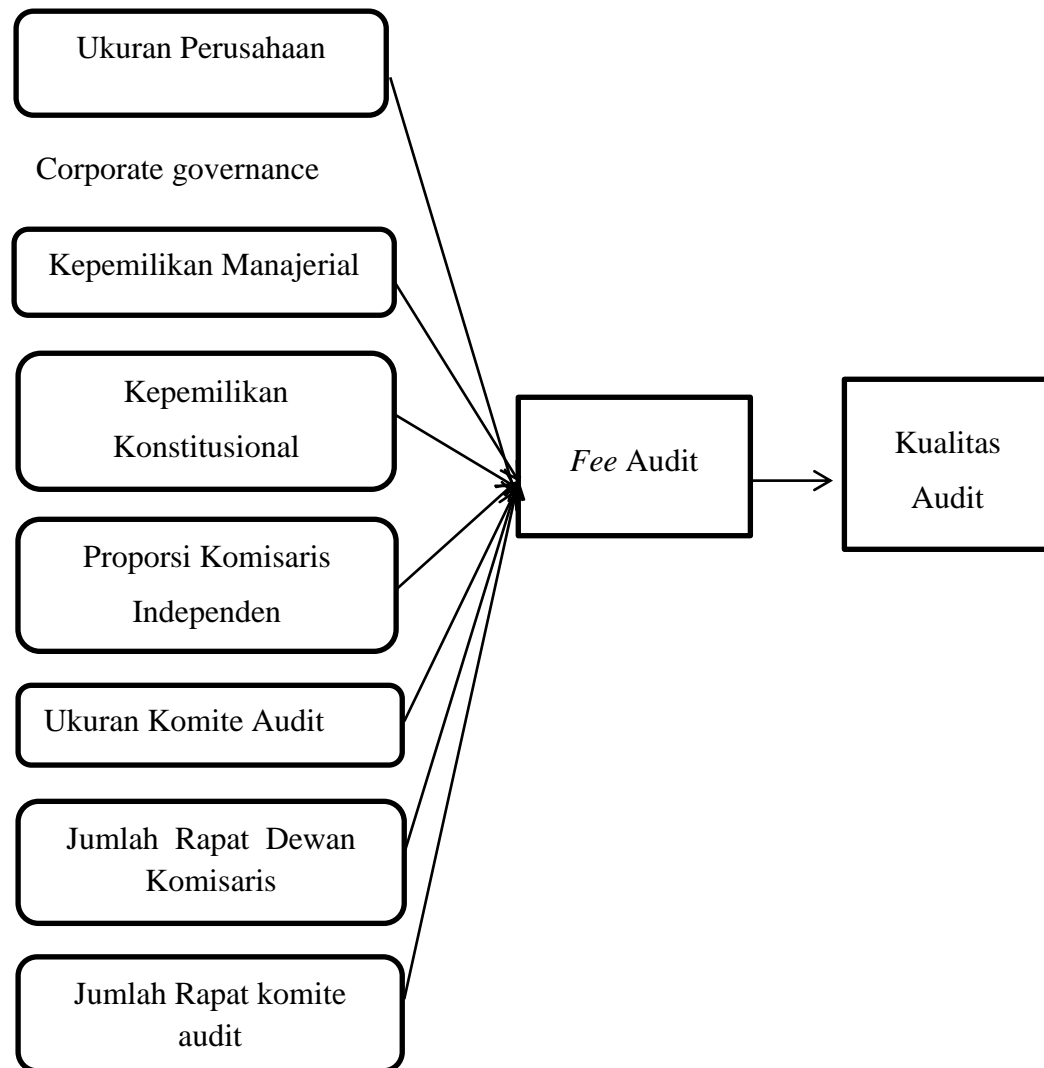 Ukuran Perusahaan
Corporate governance
Kepemilikan Manajerial
Kepemilikan
Konstitusional
Proporsi Komisaris
Independen
Ukuran Komite Audit
Jumlah Rapat Dewan
Komisaris
Jumlah Rapat komite
audit
Fee Audit
Kualitas
Audit